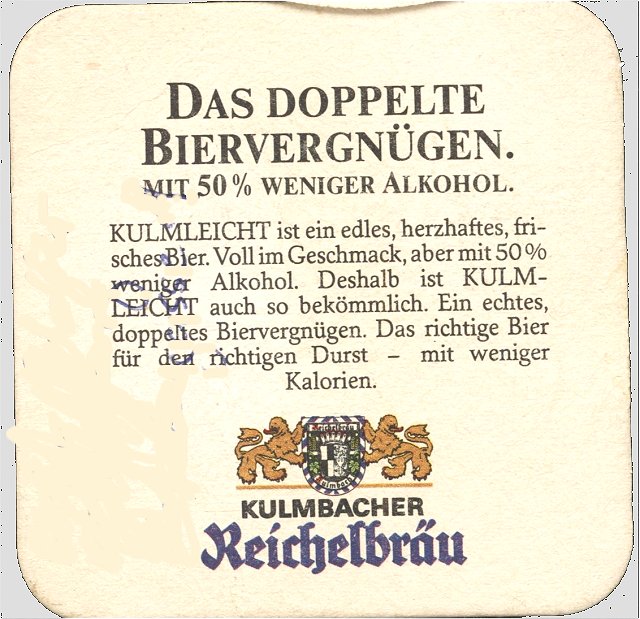 DAS DOPPELTE
BIERVERGNÜGEN.
MIT 50% WENIGER ALKOHOL.
KULMLEICHT ist ein edles, herzhaftes, fri-
sches Bier. Voll im Geschmack, aber mit 50%
weniger Alkohol. Deshalb ist KULM-
LEICHT auch so bekömmlich. Ein echtes,
doppeltes Biervergnügen. Das richtige Bier
für den richtigen Durst – mit weniger
Kalorien.
Reichelbräu
Kulmbach
KULMBACHER
Reichelbräu